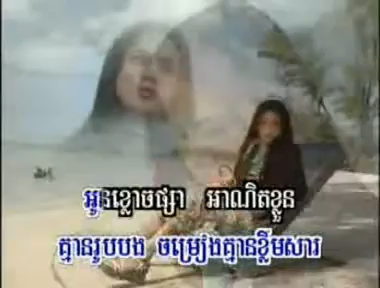 អូនខ្លោចផ្សា អាណិតខ្លួន
គ្មានរូបបង ចម្រៀងគ្មានខ្លឹមសារ